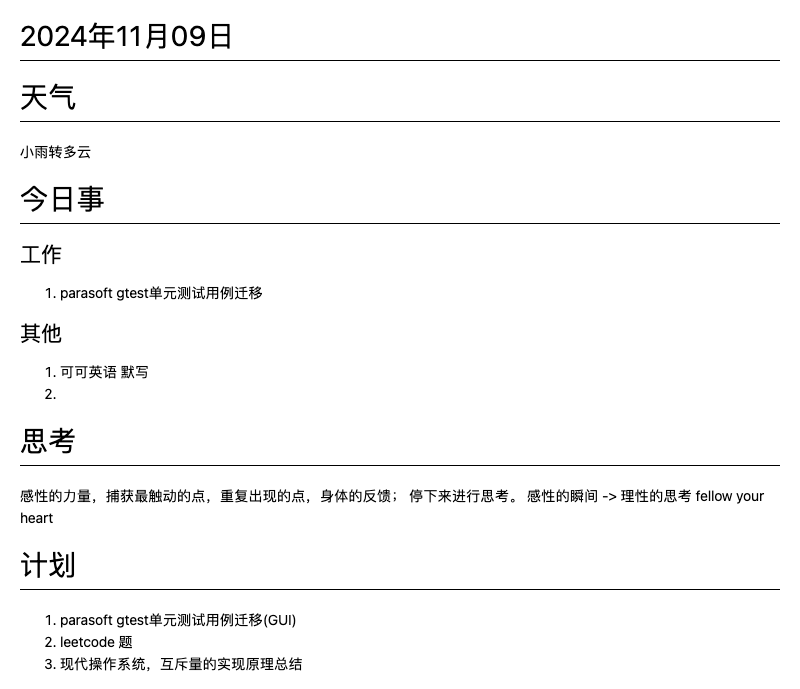 2024年11月09日
天气
小雨转多云
今日事
工作
1. parasoft gtest单元测试用例迁移
其他
1. 可可英语 默写
2.
思考
感性的力量，捕获最触动的点，重复出现的点，身体的反馈； 停下来进行思考。 感性的瞬间 -> 理性的思考 fellow your
heart
计划
1. parasoft gtest单元测试用例迁移(GUI)
2. leetcode 题
3. 现代操作系统，互斥量的实现原理总结